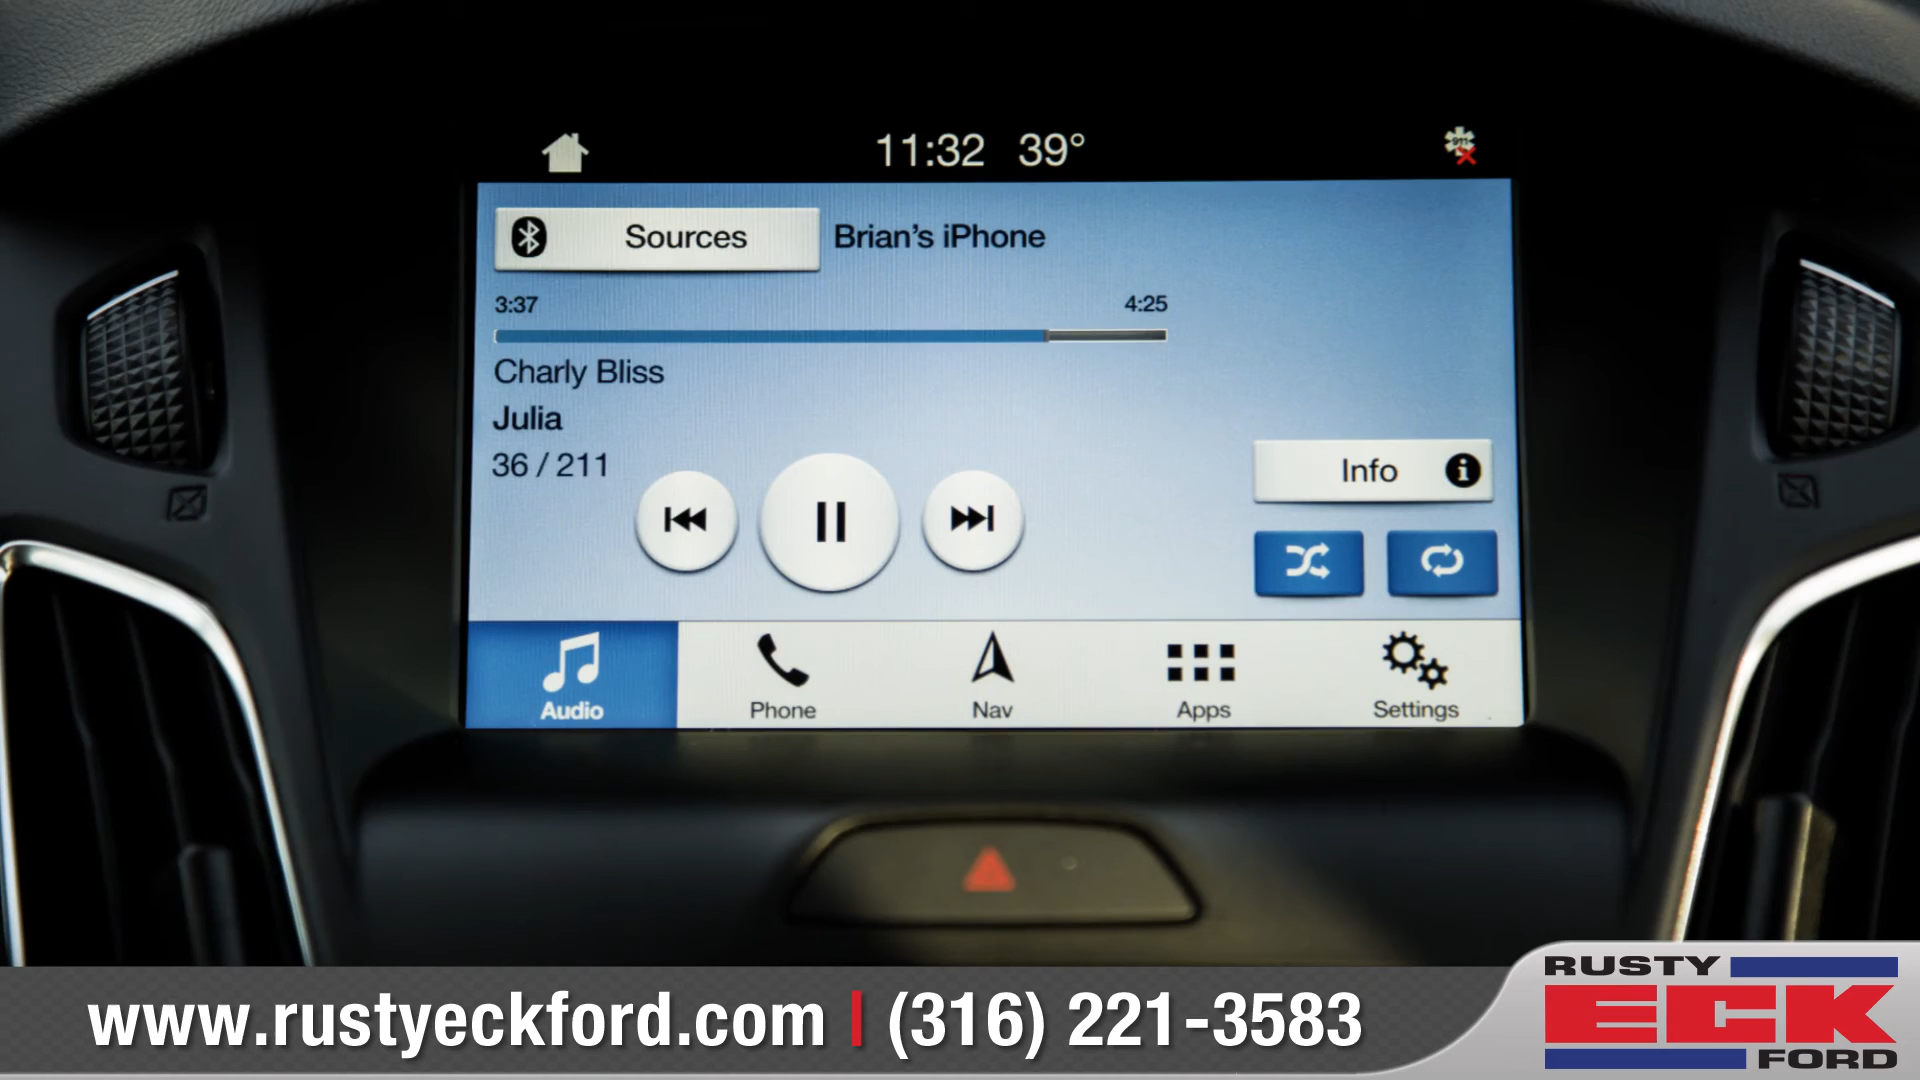 11:32 39°
911
Sources Brian's iPhone
3:37 4:25
Charly Bliss
Julia
36 / 211
Info
Audio Phone Nav Apps Settings
www.rustyeckford.com | (316) 221-3583
RUSTY
ECK
FORD